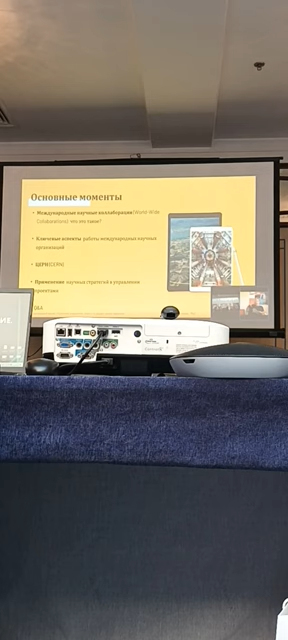 Основные моменты
• Международные научные коллаборации(World-Wide
Collaborations). Что это такое?
• Ключевые аспекты работы международных научных
организаций
• ЦЕРН(CERN)
• Применение научных стратегий в управлении
проектами
Q&A